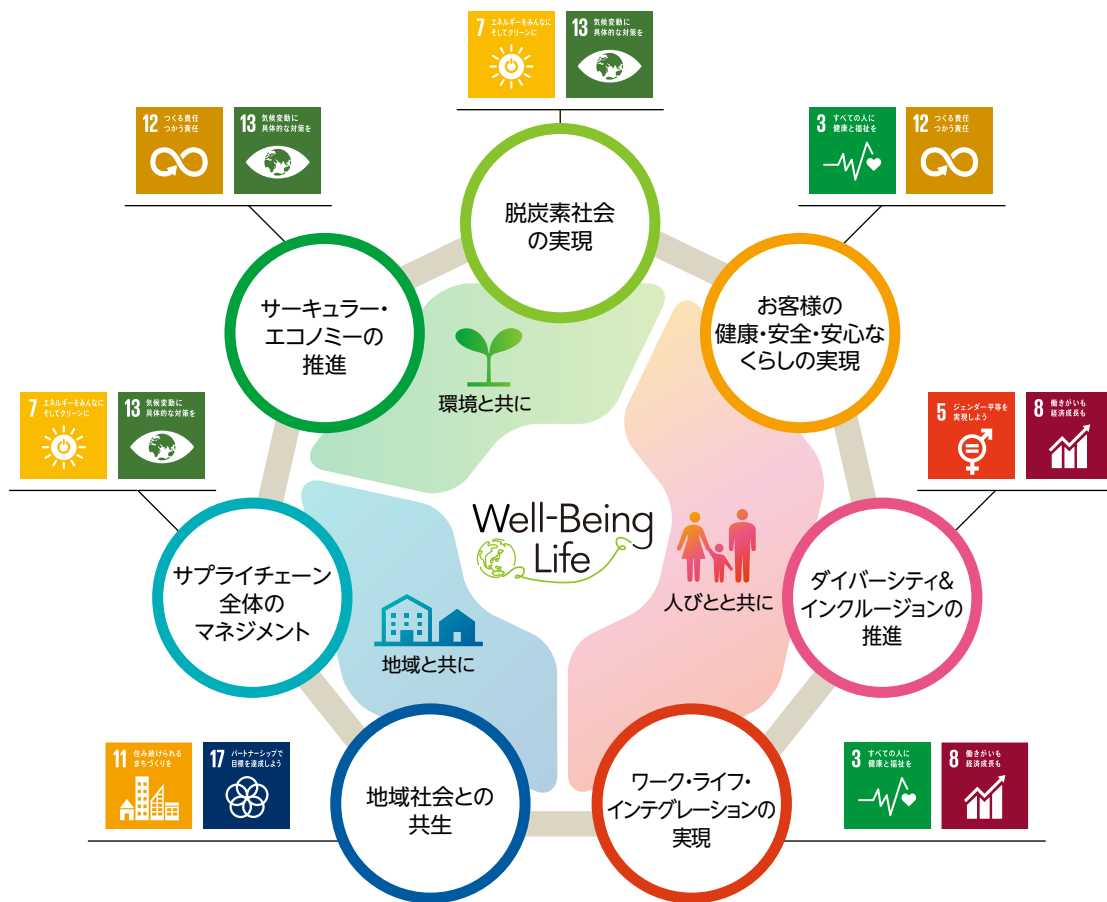 7 エネルギーをみんなに
そしてクリーンに
13 気候変動に
具体的な対策を
脱炭素社会
の実現
12 つくる責任
つかう責任
13 気候変動に
具体的な対策を
サーキュラー・
エコノミーの
推進
3 すべての人に
健康と福祉を
12 つくる責任
つかう責任
お客様の
健康・安全・安心な
くらしの実現
環境と共に
7 エネルギーをみんなに
そしてクリーンに
13 気候変動に
具体的な対策を
サプライチェーン
全体の
マネジメント
5 ジェンダー平等を
実現しよう
8 働きがいも
経済成長も
ダイバーシティ&
インクルージョンの
推進
Well-Being
Life
人びとと共に
地域と共に
11 住み続けられる
まちづくりを
17 パートナーシップで
目標を達成しよう
地域社会との
共生
ワーク・ライフ・
インテグレーションの
実現
3 すべての人に
健康と福祉を
8 働きがいも
経済成長も